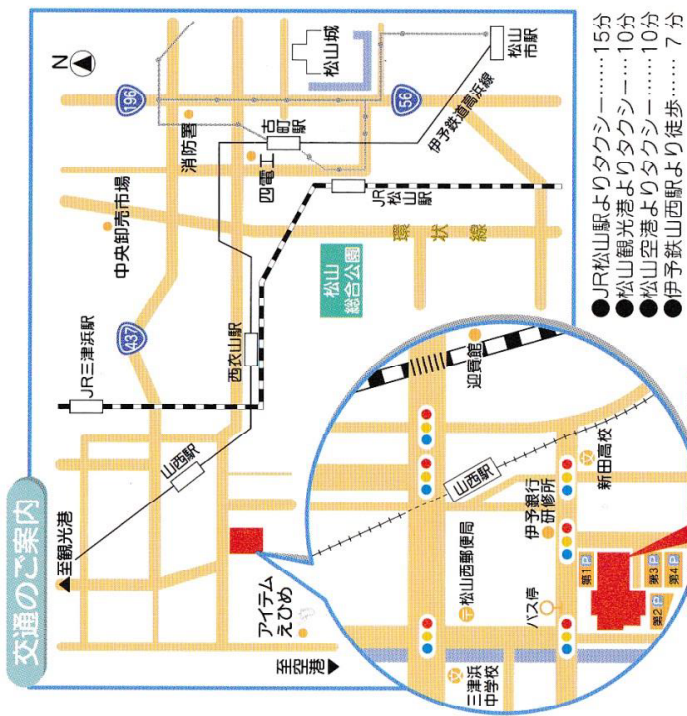 交通のご案内
至観光港
至空港
アイテム
えひめ
山西駅
JR三津浜駅
437
西衣山駅
中央卸売市場
松山
総合公園
環状線
196
消防署
四電工
古町駅
JR
松山駅
松山城
56
伊予鉄道高浜線
松山
市駅
N
三津浜
中学校
松山西郵便局
バス停
伊予銀行
研修所
山西駅
迎賓館
新田高校
第1 P
第2 P
第3 P
第4 P
●JR松山駅よりタクシー……15分
●松山観光港よりタクシー…10分
●松山空港よりタクシー……10分
●伊予鉄山西駅より徒歩…… 7分